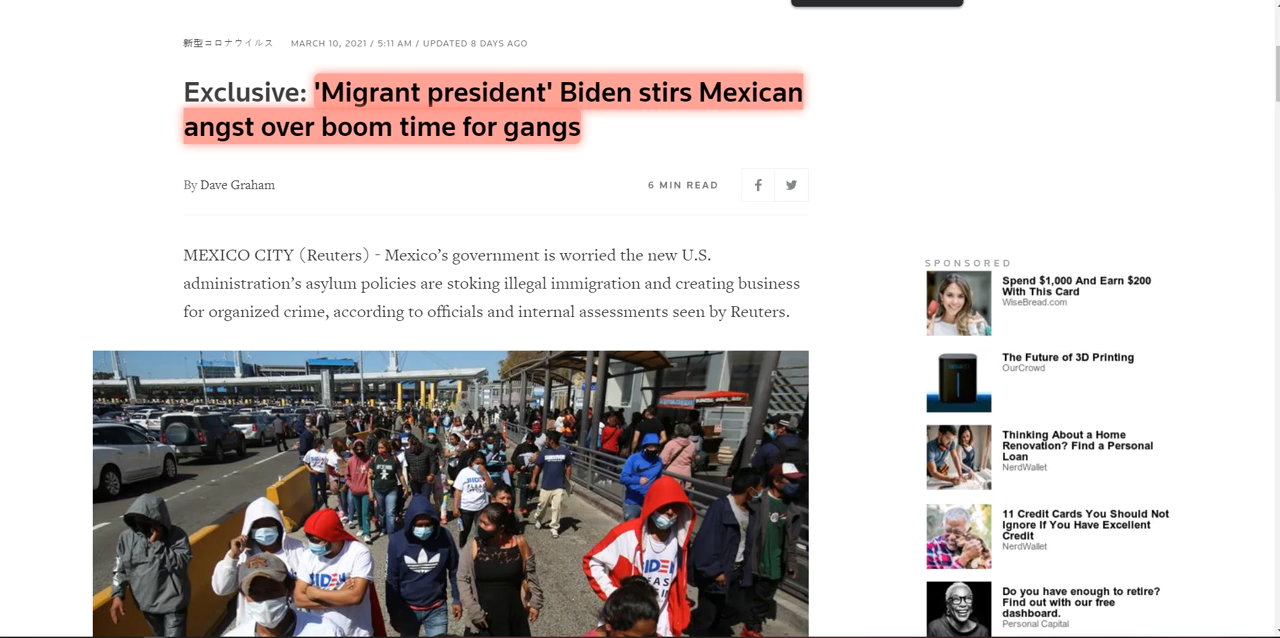 新型コロナウイルス MARCH 10, 2021 / 5:11 AM / UPDATED 8 DAYS AGO
Exclusive: 'Migrant president' Biden stirs Mexican
angst over boom time for gangs
By Dave Graham
6 MIN READ
MEXICO CITY (Reuters) - Mexico’s government is worried the new U.S.
administration’s asylum policies are stoking illegal immigration and creating business
for organized crime, according to officials and internal assessments seen by Reuters.
BIDEN
PLEASE
BIDEN
BIDEN
SPONSORED
Spend $1,000 And Earn $200
With This Card
WiseBread.com
The Future of 3D Printing
OurCrowd
Thinking About a Home
Renovation? Find a Personal
Loan
NerdWallet
11 Credit Cards You Should Not
Ignore If You Have Excellent
Credit
NerdWallet
Do you have enough to retire?
Find out with our free
dashboard.
Personal Capital